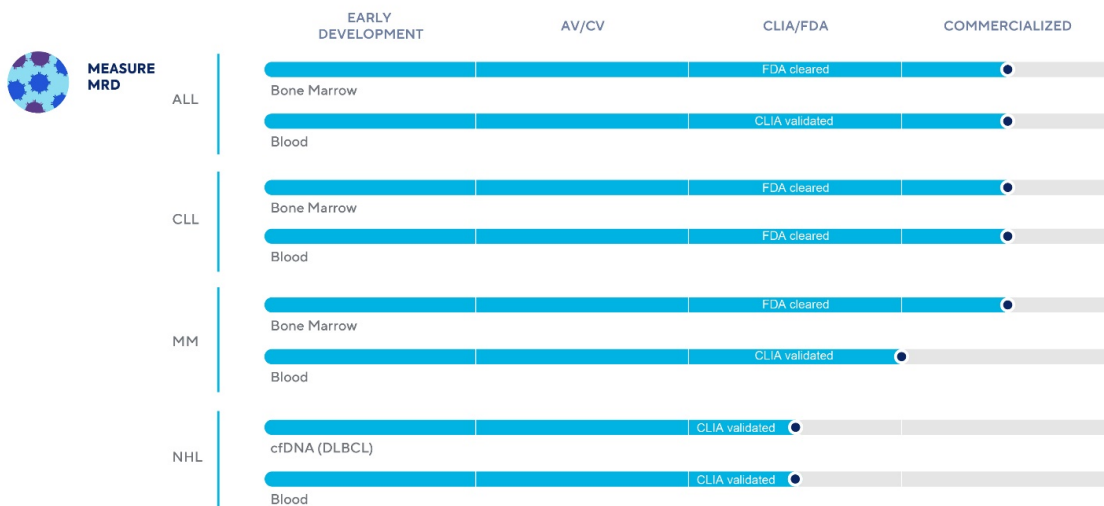 EARLY
DEVELOPMENT
AV/CV
CLIA/FDA
COMMERCIALIZED
MEASURE
MRD
ALL
FDA cleared
Bone Marrow
CLIA validated
Blood
CLL
FDA cleared
Bone Marrow
FDA cleared
Blood
MM
FDA cleared
Bone Marrow
CLIA validated
Blood
NHL
CLIA validated
cfDNA (DLBCL)
CLIA validated
Blood